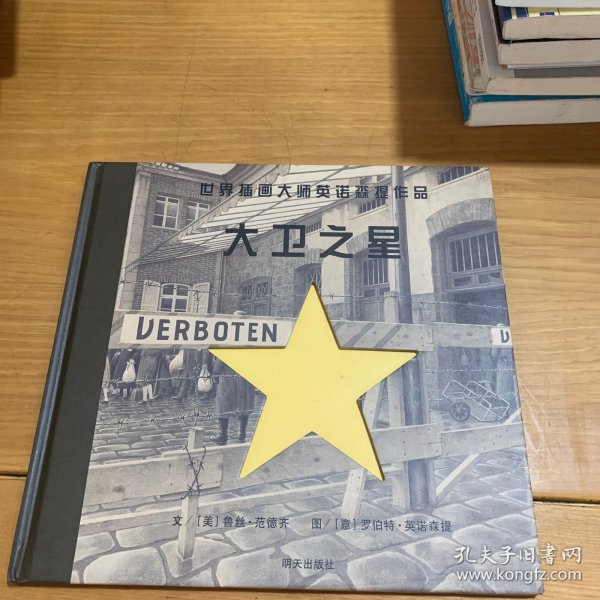 世界插画大师英诺森提作品
大卫之星
VERBOTEN
V
文／[美]鲁丝·范德齐 图／[意]罗伯特·英诺森提
明天出版社
孔夫子旧书网
www.kongfz.com